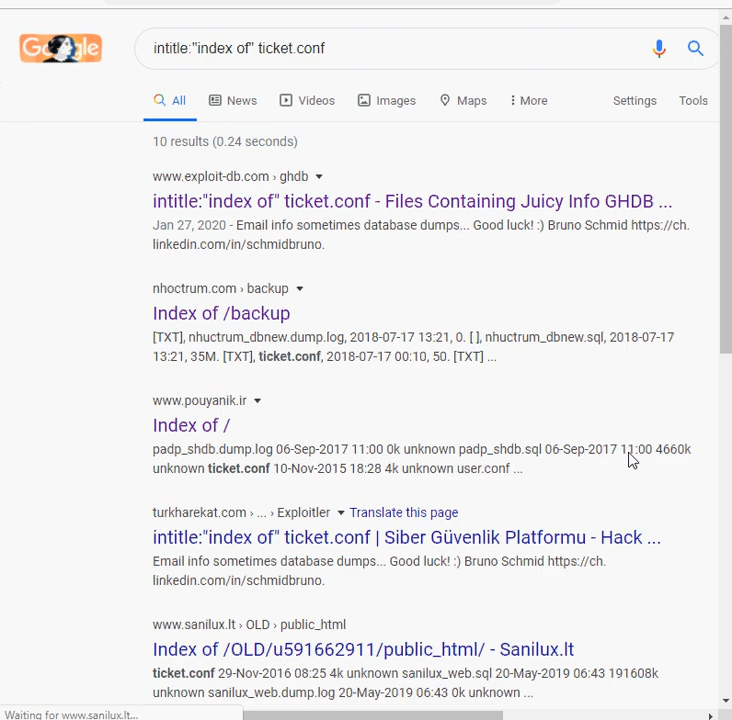 Google
intitle:"index of" ticket.conf
All News Videos Images Maps More Settings Tools
10 results (0.24 seconds)
www.exploit-db.com › ghdb
intitle:"index of" ticket.conf - Files Containing Juicy Info GHDB ...
Jan 27, 2020 - Email info sometimes database dumps... Good luck! :) Bruno Schmid https://ch.
linkedin.com/in/schmidbruno.
nhoctrum.com › backup
Index of /backup
[TXT], nhuctrum_dbnew.dump.log, 2018-07-17 13:21, 0. [ ], nhuctrum_dbnew.sql, 2018-07-17
13:21, 35M. [TXT], ticket.conf, 2018-07-17 00:10, 50. [TXT] ...
www.pouyanik.ir
Index of /
padp_shdb.dump.log 06-Sep-2017 11:00 0k unknown padp_shdb.sql 06-Sep-2017 11:00 4660k
unknown ticket.conf 10-Nov-2015 18:28 4k unknown user.conf ...
turkharekat.com › ... › Exploitler Translate this page
intitle:"index of" ticket.conf | Siber Güvenlik Platformu - Hack ...
Email info sometimes database dumps... Good luck! :) Bruno Schmid https://ch.
linkedin.com/in/schmidbruno.
www.sanilux.lt › OLD › public_html
Index of /OLD/u591662911/public_html/ - Sanilux.lt
ticket.conf 29-Nov-2016 08:25 4k unknown sanilux_web.sql 20-May-2019 06:43 191608k
unknown sanilux_web.dump.log 20-May-2019 06:43 0k unknown ...
Waiting for www.sanilux.lt...